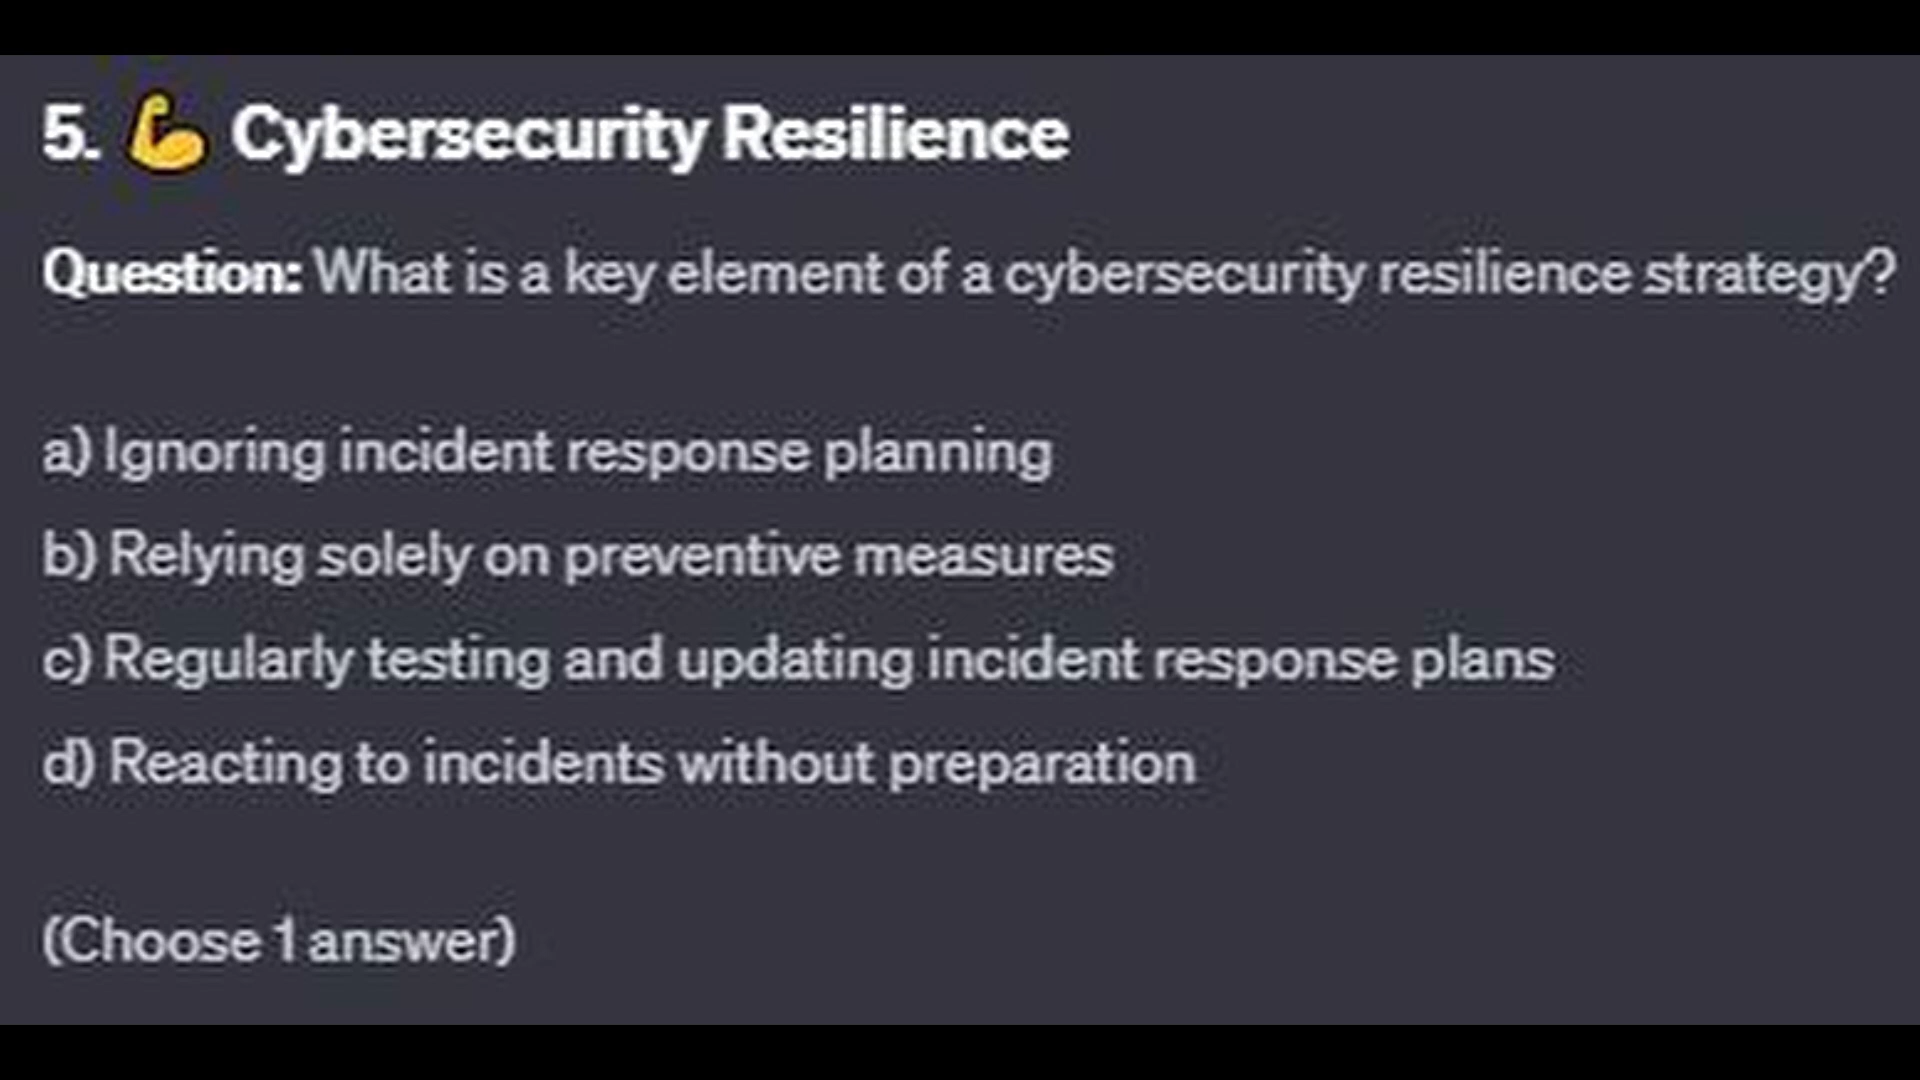 5. 💪 Cybersecurity Resilience
Question: What is a key element of a cybersecurity resilience strategy?
a) Ignoring incident response planning
b) Relying solely on preventive measures
c) Regularly testing and updating incident response plans
d) Reacting to incidents without preparation
(Choose 1 answer)